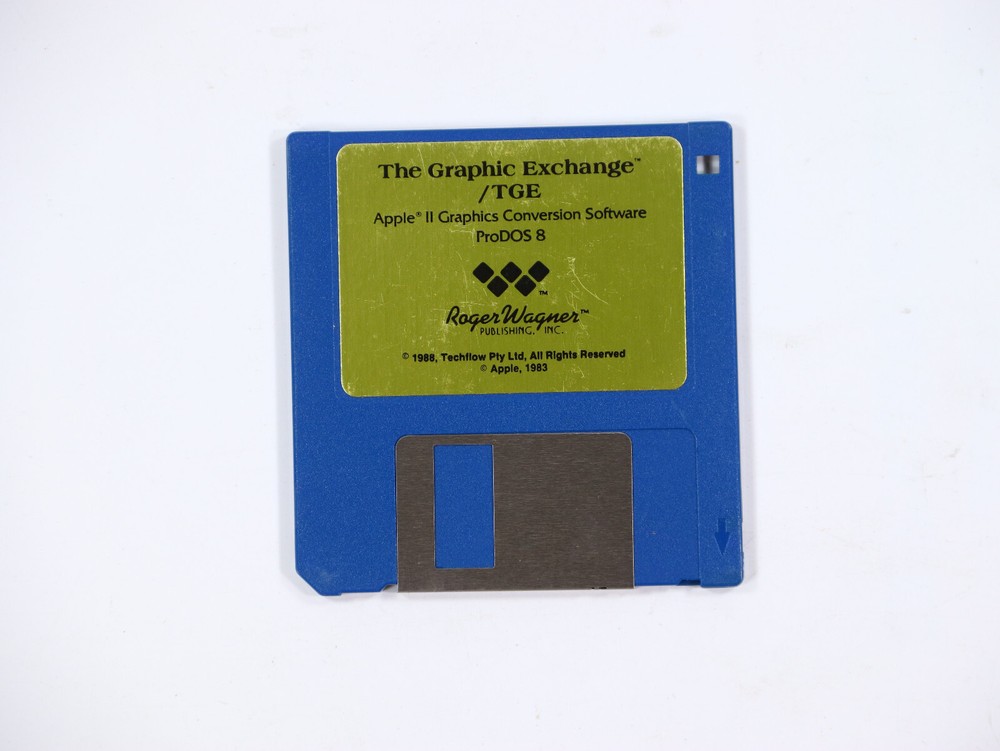 The Graphic Exchange™
/TGE
Apple® II Graphics Conversion Software
ProDOS 8
™
RogerWagner™
PUBLISHING, INC.
© 1988, Techflow Pty Ltd, All Rights Reserved
© Apple, 1983